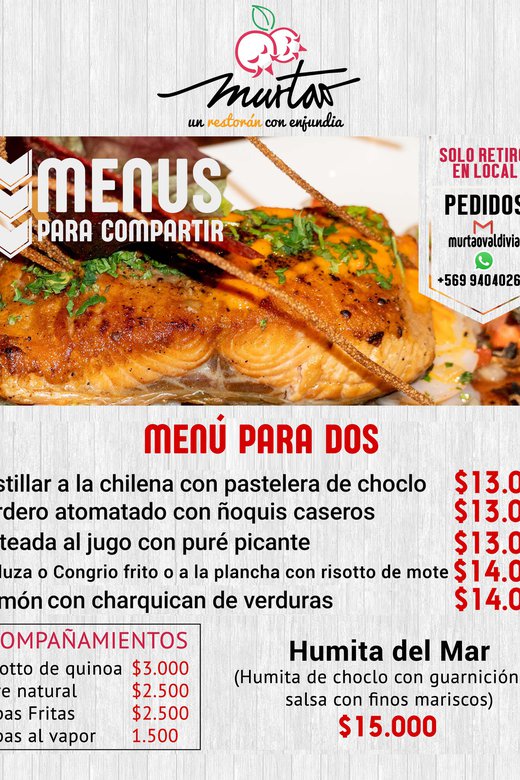 murtao
un restorán con enfundia
MENUS
PARA COMPARTIR
SOLO RETIRO
EN LOCAL
PEDIDOS
murtaovaldivia
+569 9404026
MENÚ PARA DOS
stillar a la chilena con pastelera de choclo $13.0
rdero atomatado con ñoquis caseros $13.0
teada al jugo con puré picante $13.0
luza o Congrio frito o a la plancha con risotto de mote $14.0
món con charquican de verduras $14.0
COMPAÑAMIENTOS
otto de quinoa $3.000
re natural $2.500
pas Fritas $2.500
pas al vapor 1.500
Humita del Mar
(Humita de choclo con guarnición
salsa con finos mariscos)
$15.000